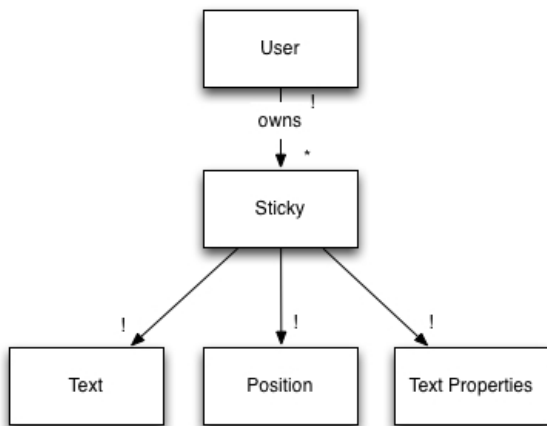 User
!
owns
*
Sticky
! ! !
Text Position Text Properties